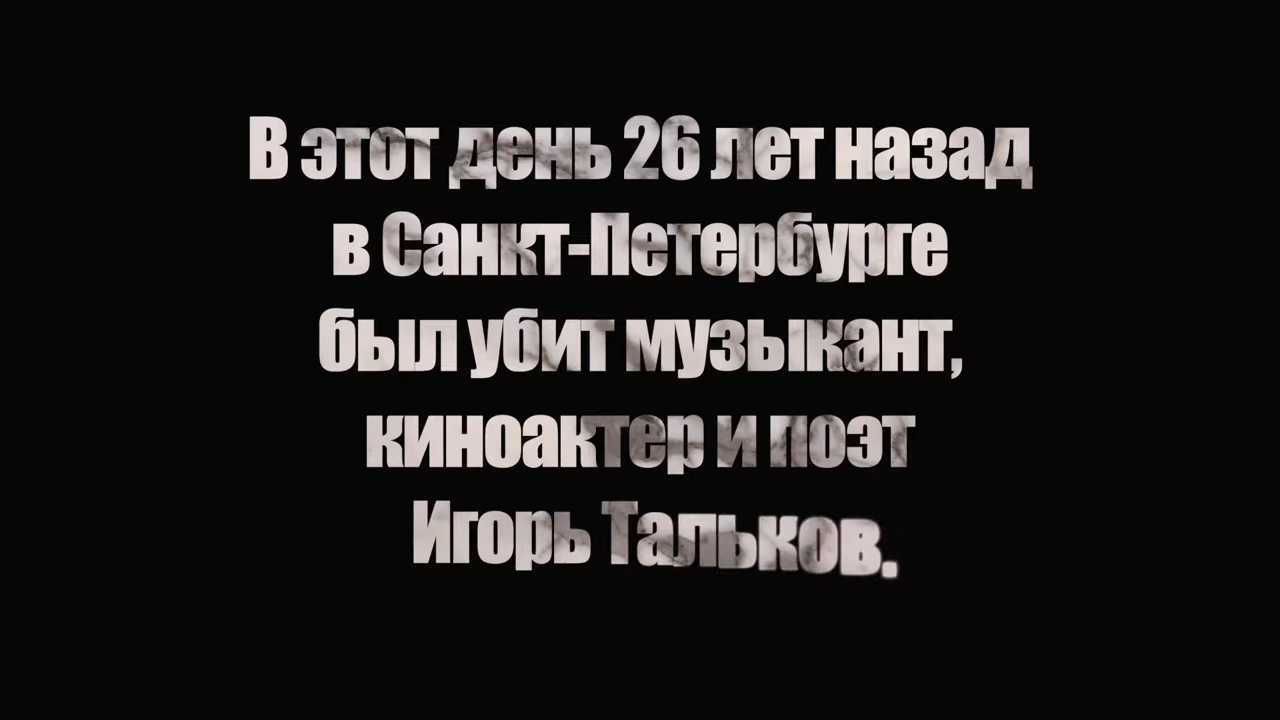 В этот день 26 лет назад
в Санкт-Петербурге
был убит музыкант,
киноактер и поэт
Игорь Тальков.